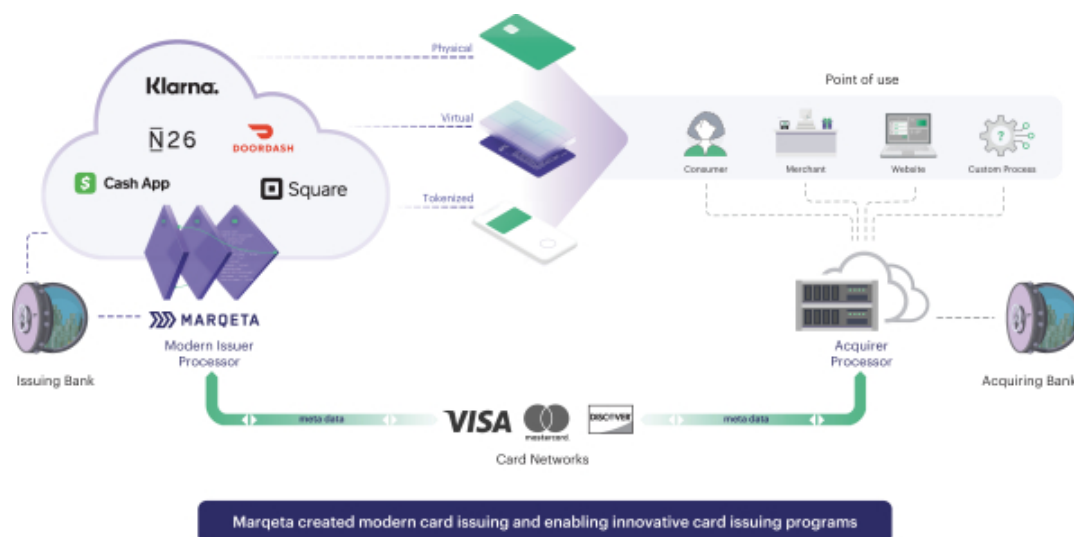 Klarna.
N26
DOORDASH
$ Cash App
Square
MARQETA
Modern Issuer
Processor
Issuing Bank
Physical
Virtual
Tokenized
Point of use
Consumer
Merchant
Website
Custom Process
?
Acquirer
Processor
Acquiring Bank
meta data
VISA
mastercard.
DISCOVER
meta data
Card Networks
Marqeta created modern card issuing and enabling innovative card issuing programs